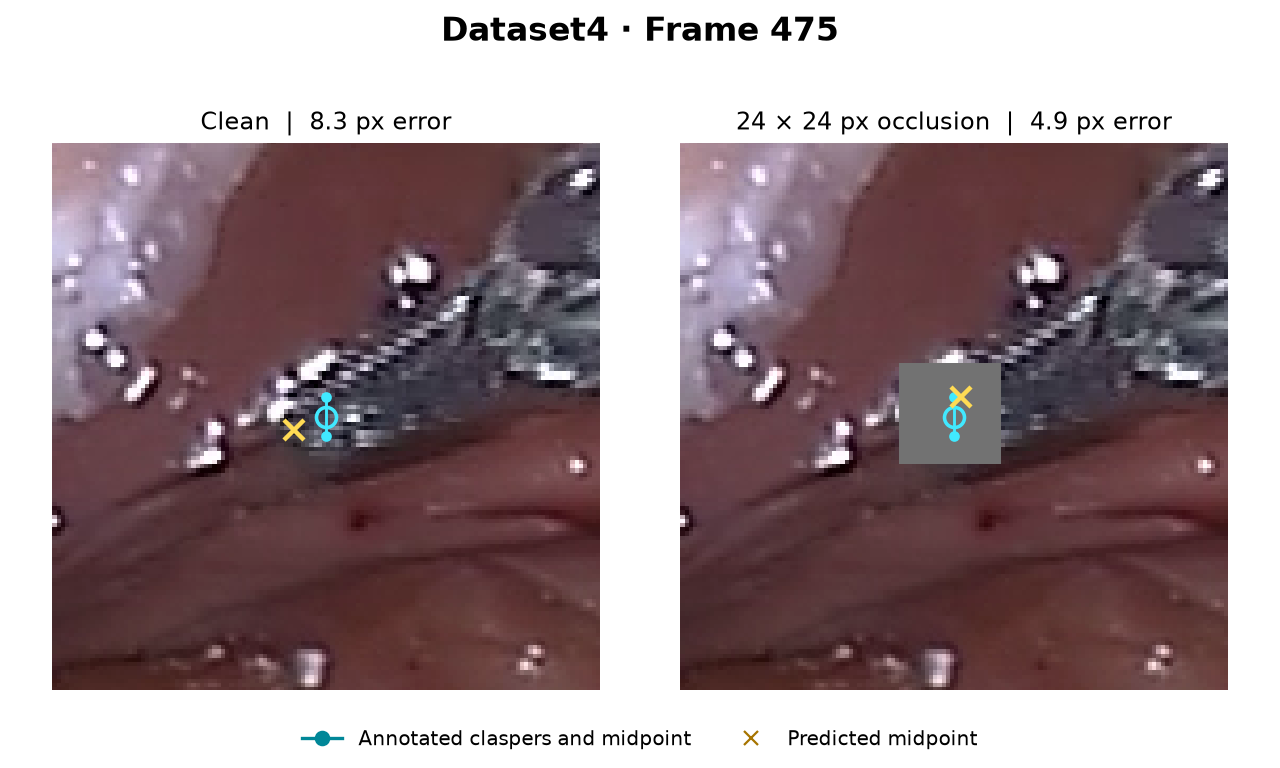 Dataset4 · Frame 475
Clean | 8.3 px error
24 × 24 px occlusion | 4.9 px error
Annotated claspers and midpoint
Predicted midpoint